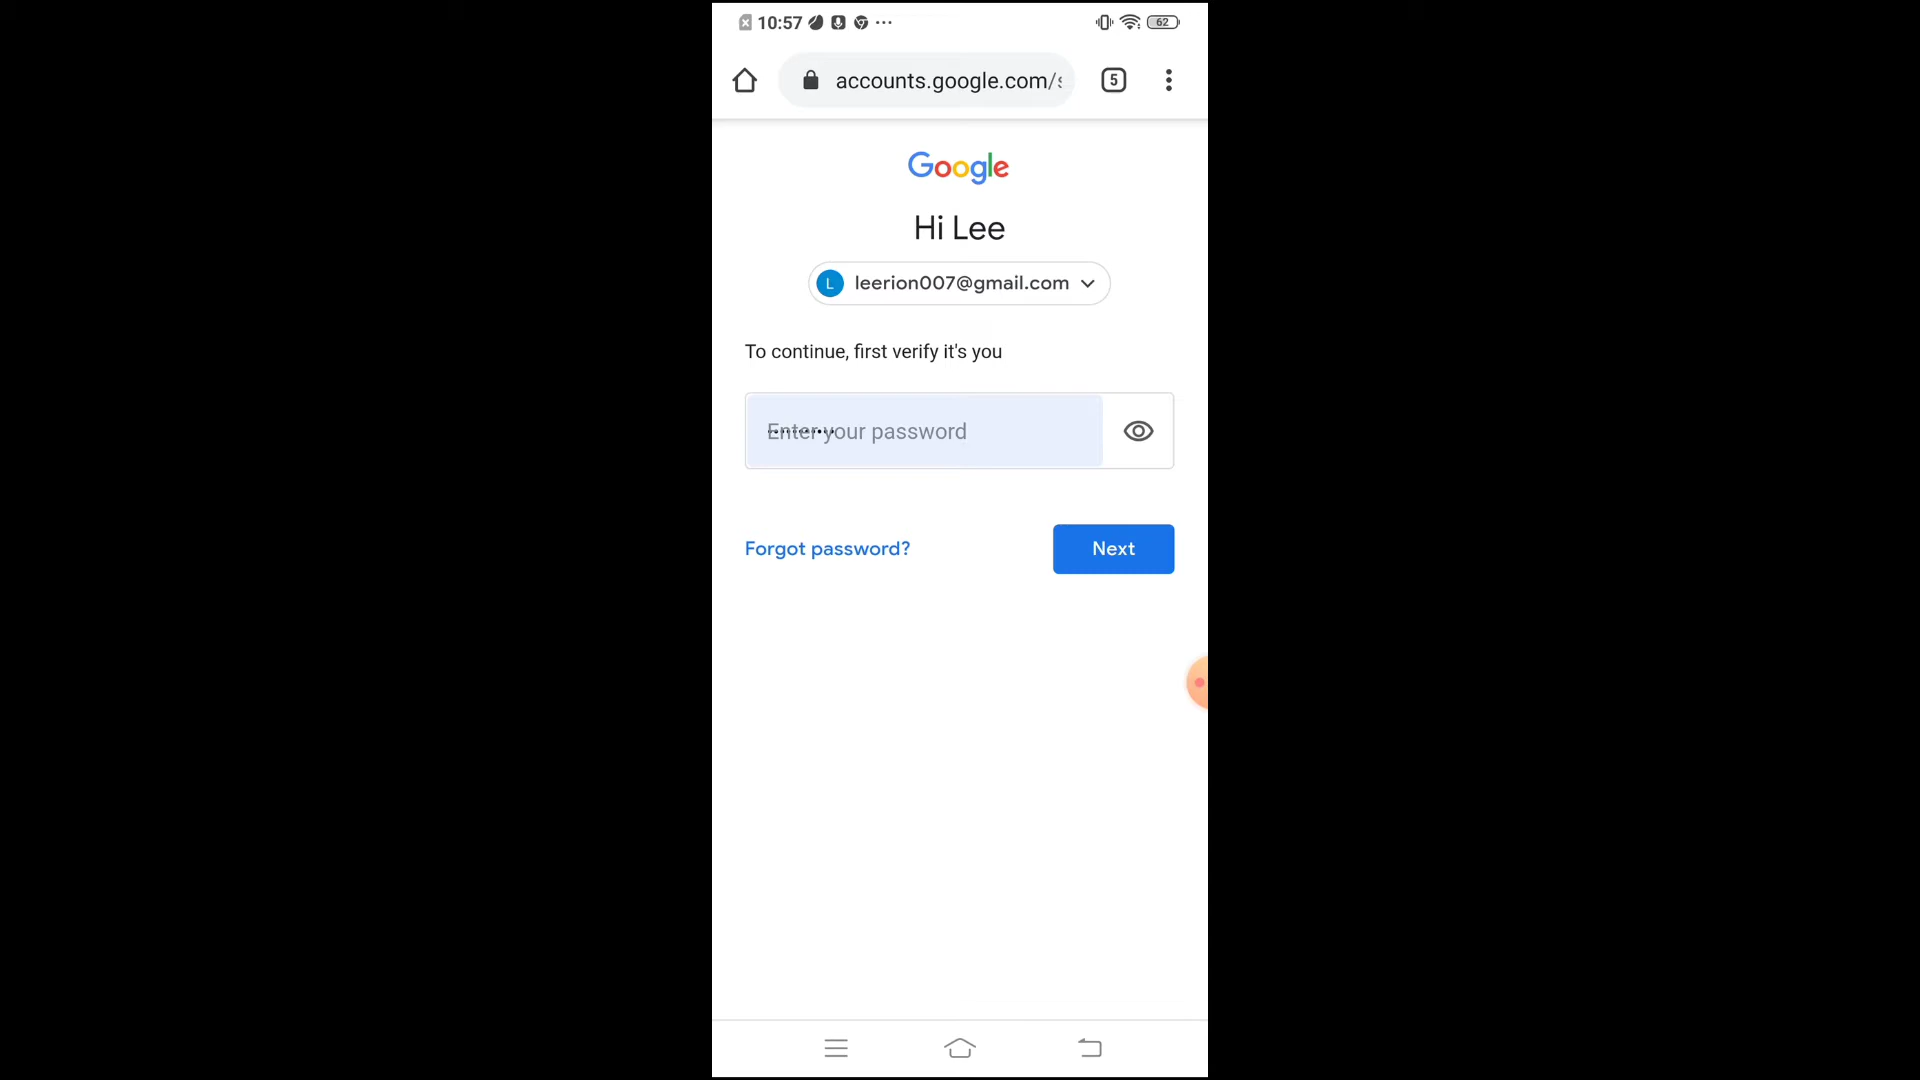 10:57
62
accounts.google.com/
5
Google
Hi Lee
L leerion007@gmail.com
To continue, first verify it's you
Enter your password
Forgot password?
Next